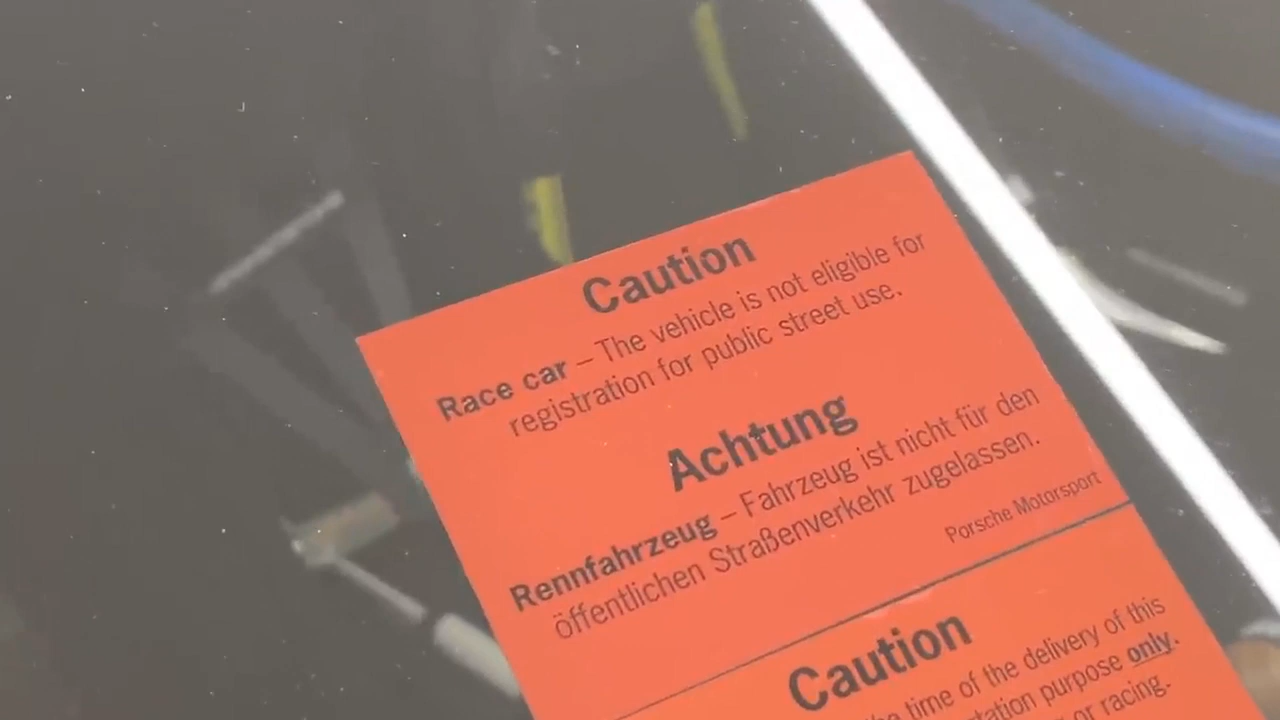 Caution
Race car – The vehicle is not eligible for
registration for public street use.
Achtung
Rennfahrzeug – Fahrzeug ist nicht für den
öffentlichen Straßenverkehr zugelassen.
Porsche Motorsport
Caution
time of the delivery of this
purpose only.
or racing.